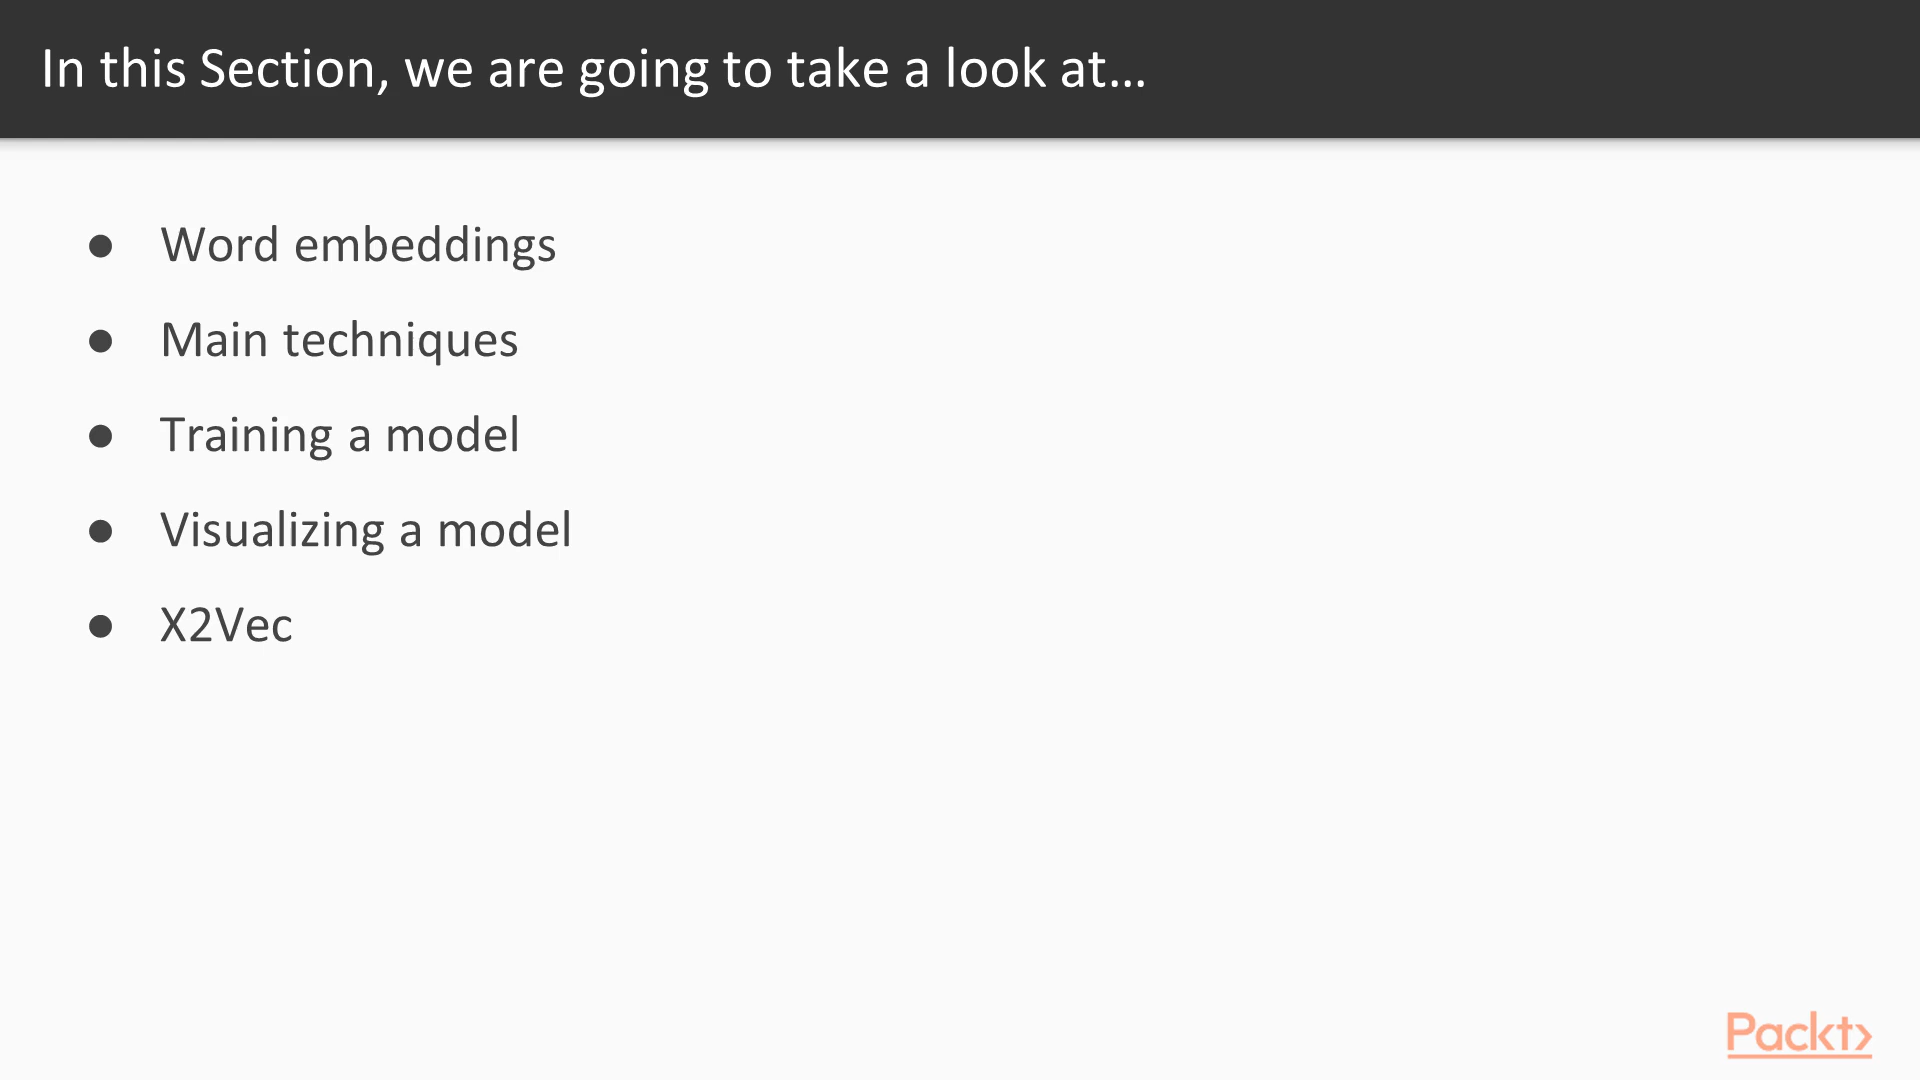 In this Section, we are going to take a look at...
● Word embeddings
● Main techniques
● Training a model
● Visualizing a model
● X2Vec
Packt>